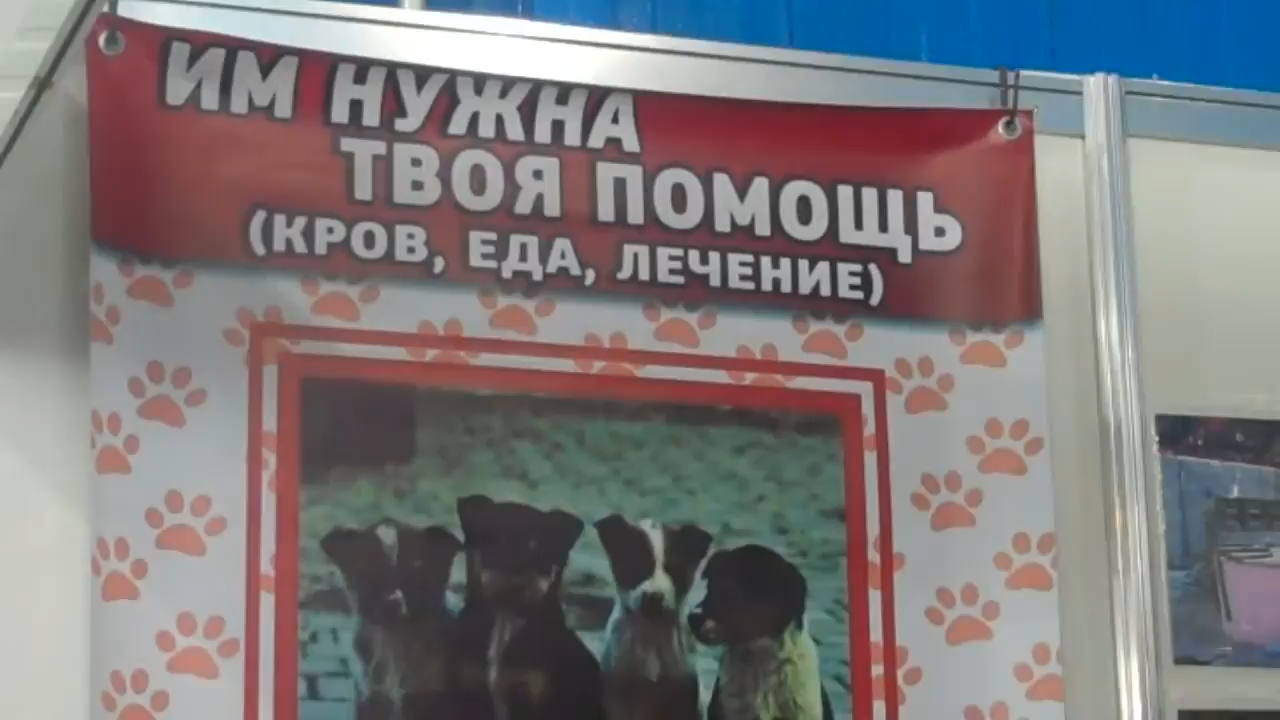 ИМ НУЖНА
ТВОЯ ПОМОЩЬ
(КРОВ, ЕДА, ЛЕЧЕНИЕ)